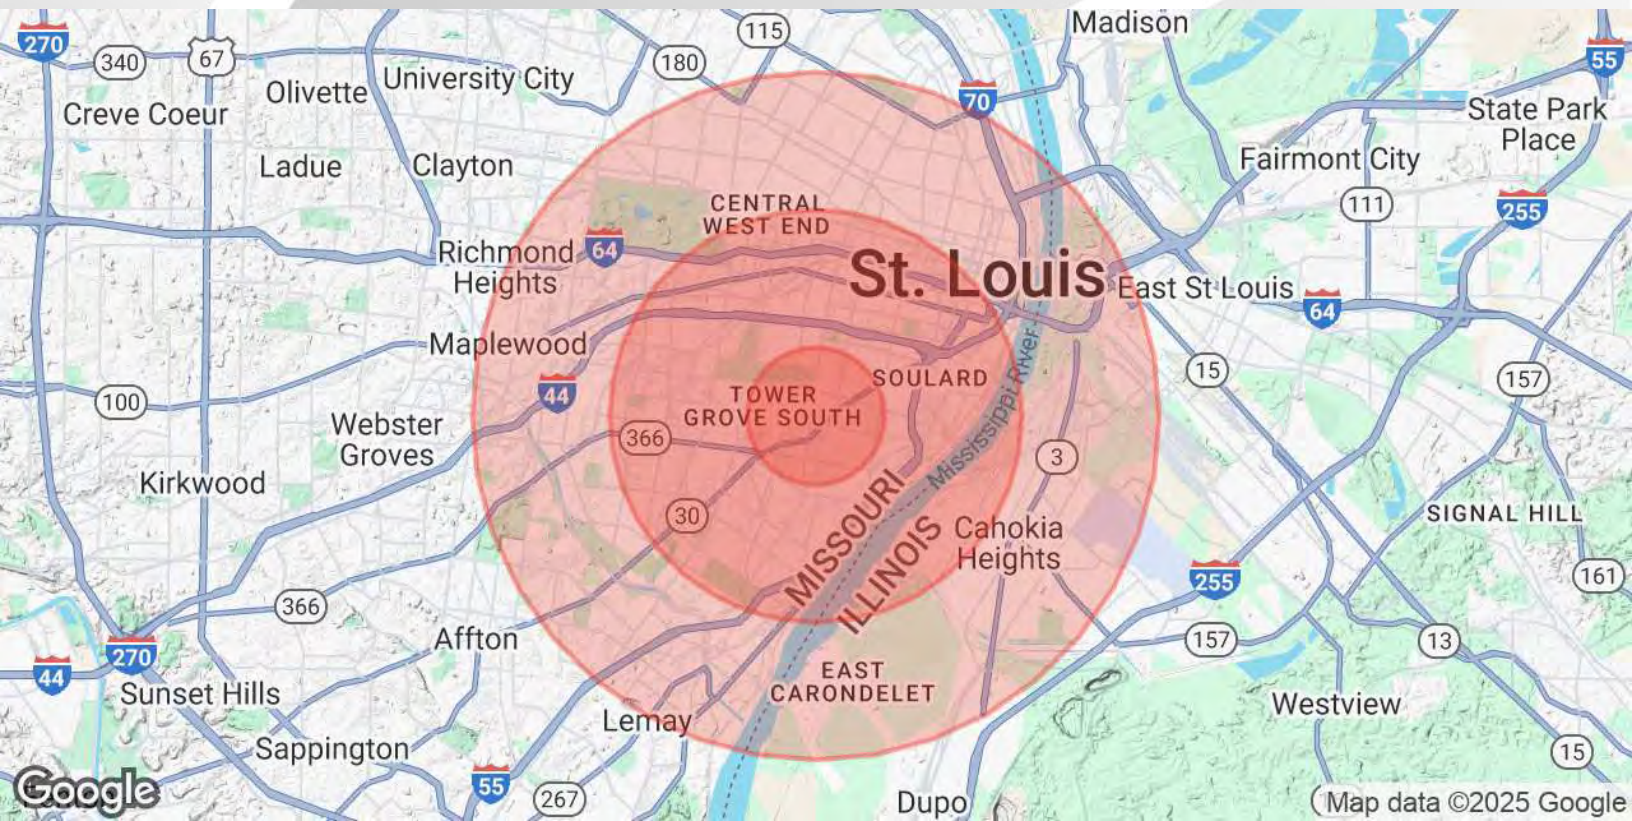 115
Madison
270
340
67
180
55
Olivette
University City
70
Creve Coeur
State Park
Place
Ladue
Clayton
Fairmont City
CENTRAL
WEST END
111
255
Richmond
Heights
64
St. Louis
East St Louis
64
Maplewood
15
157
SOULARD
TOWER
GROVE SOUTH
44
100
Mississippi River
Webster
Groves
366
3
Kirkwood
30
MISSOURI
ILLINOIS
Cahokia
Heights
SIGNAL HILL
255
161
366
Affton
157
13
270
44
Sunset Hills
EAST
CARONDELET
Westview
Lemay
Sappington
15
55
267
Google
Dupo
Map data ©2025 Google